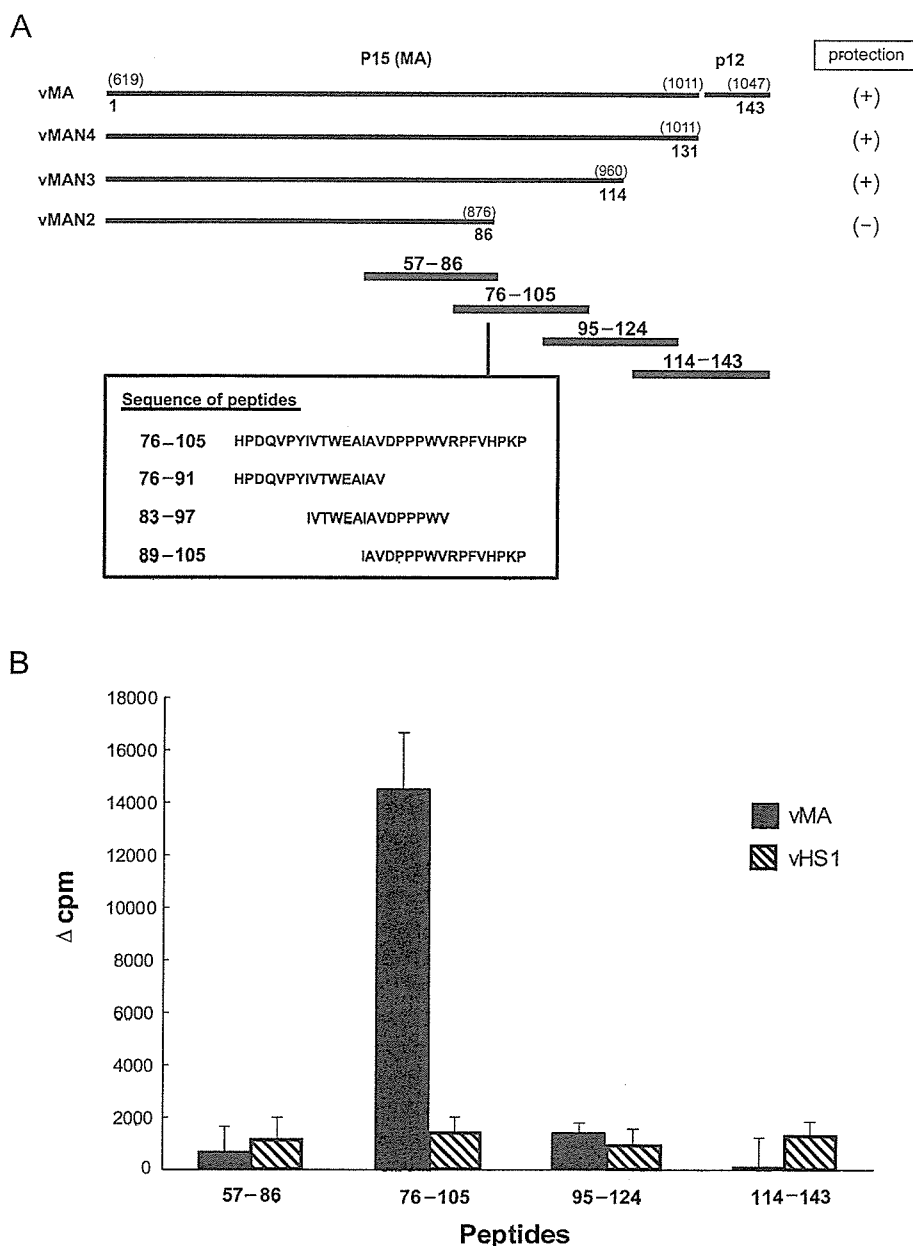 A
P15 (MA) p12 protection
vMA (619) (1011) (1047) (+)
1 143
vMAN4 (1011) (+)
131
vMAN3 (960) (+)
114
vMAN2 (876) (−)
86
57−86
76−105
95−124
114−143
Sequence of peptides
76−105 HPDQVPYIVTWEAIAVDPPPWVRPFVHPKP
76−91 HPDQVPYIVTWEAIAV
83−97 IVTWEAIAVDPPPWV
89−105 IAVDPPPWVRPFVHPKP
B
18000
16000
14000
12000
10000
8000
6000
4000
2000
0
Δ cpm
vMA
vHS1
57−86 76−105 95−124 114−143
Peptides